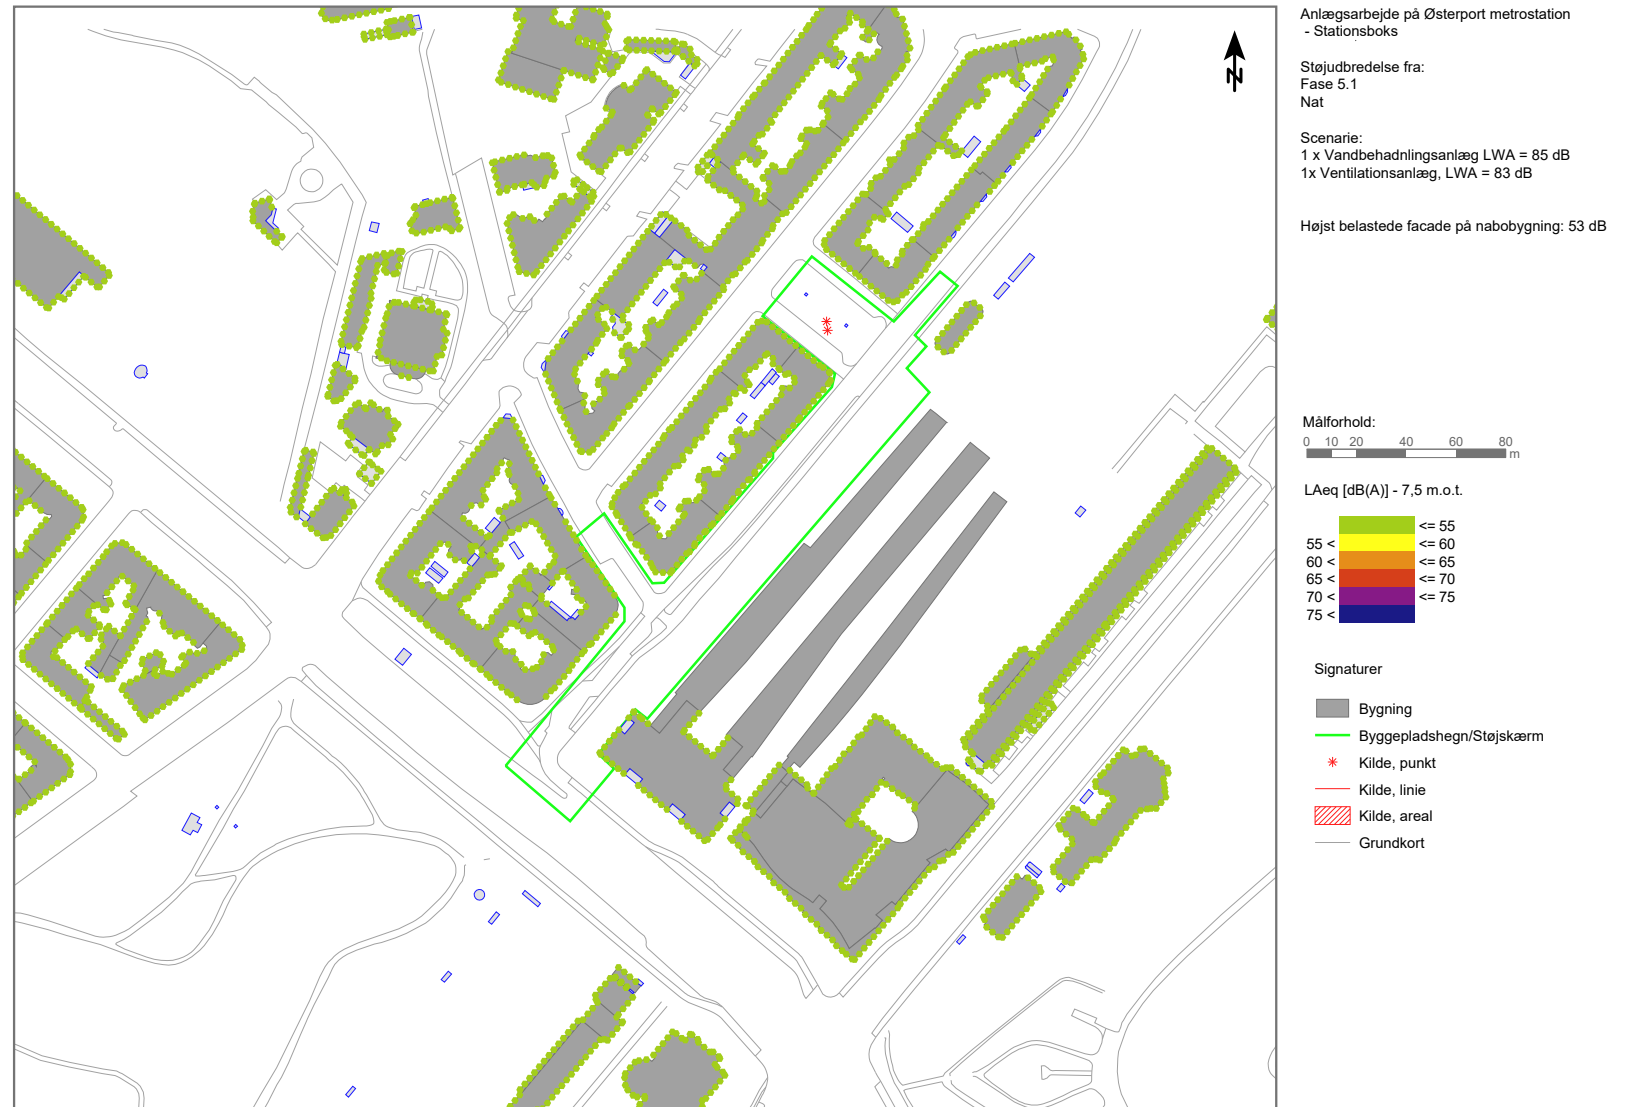 N
Anlægsarbejde på Østerport metrostation
- Stationsboks
Støjudbredelse fra:
Fase 5.1
Nat
Scenarie:
1 x Vandbehadnlingsanlæg LWA = 85 dB
1x Ventilationsanlæg, LWA = 83 dB
Højst belastede facade på nabobygning: 53 dB
Målforhold:
0 10 20 40 60 80
m
LAeq [dB(A)] - 7,5 m.o.t.
<= 55
55 < <= 60
60 < <= 65
65 < <= 70
70 < <= 75
75 <
Signaturer
Bygning
Byggepladshegn/Støjskærm
Kilde, punkt
Kilde, linie
Kilde, areal
Grundkort